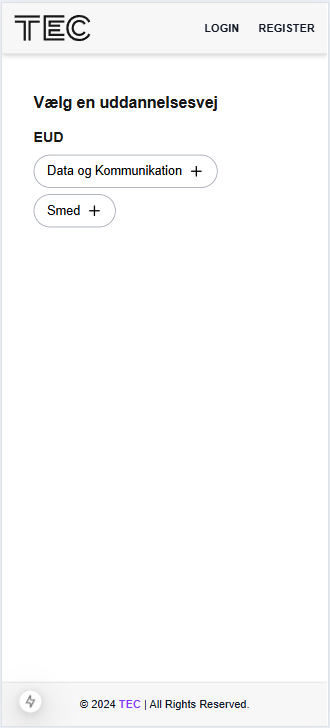 TEC
LOGIN REGISTER
Vælg en uddannelsesvej
EUD
Data og Kommunikation +
Smed +
© 2024 TEC | All Rights Reserved.